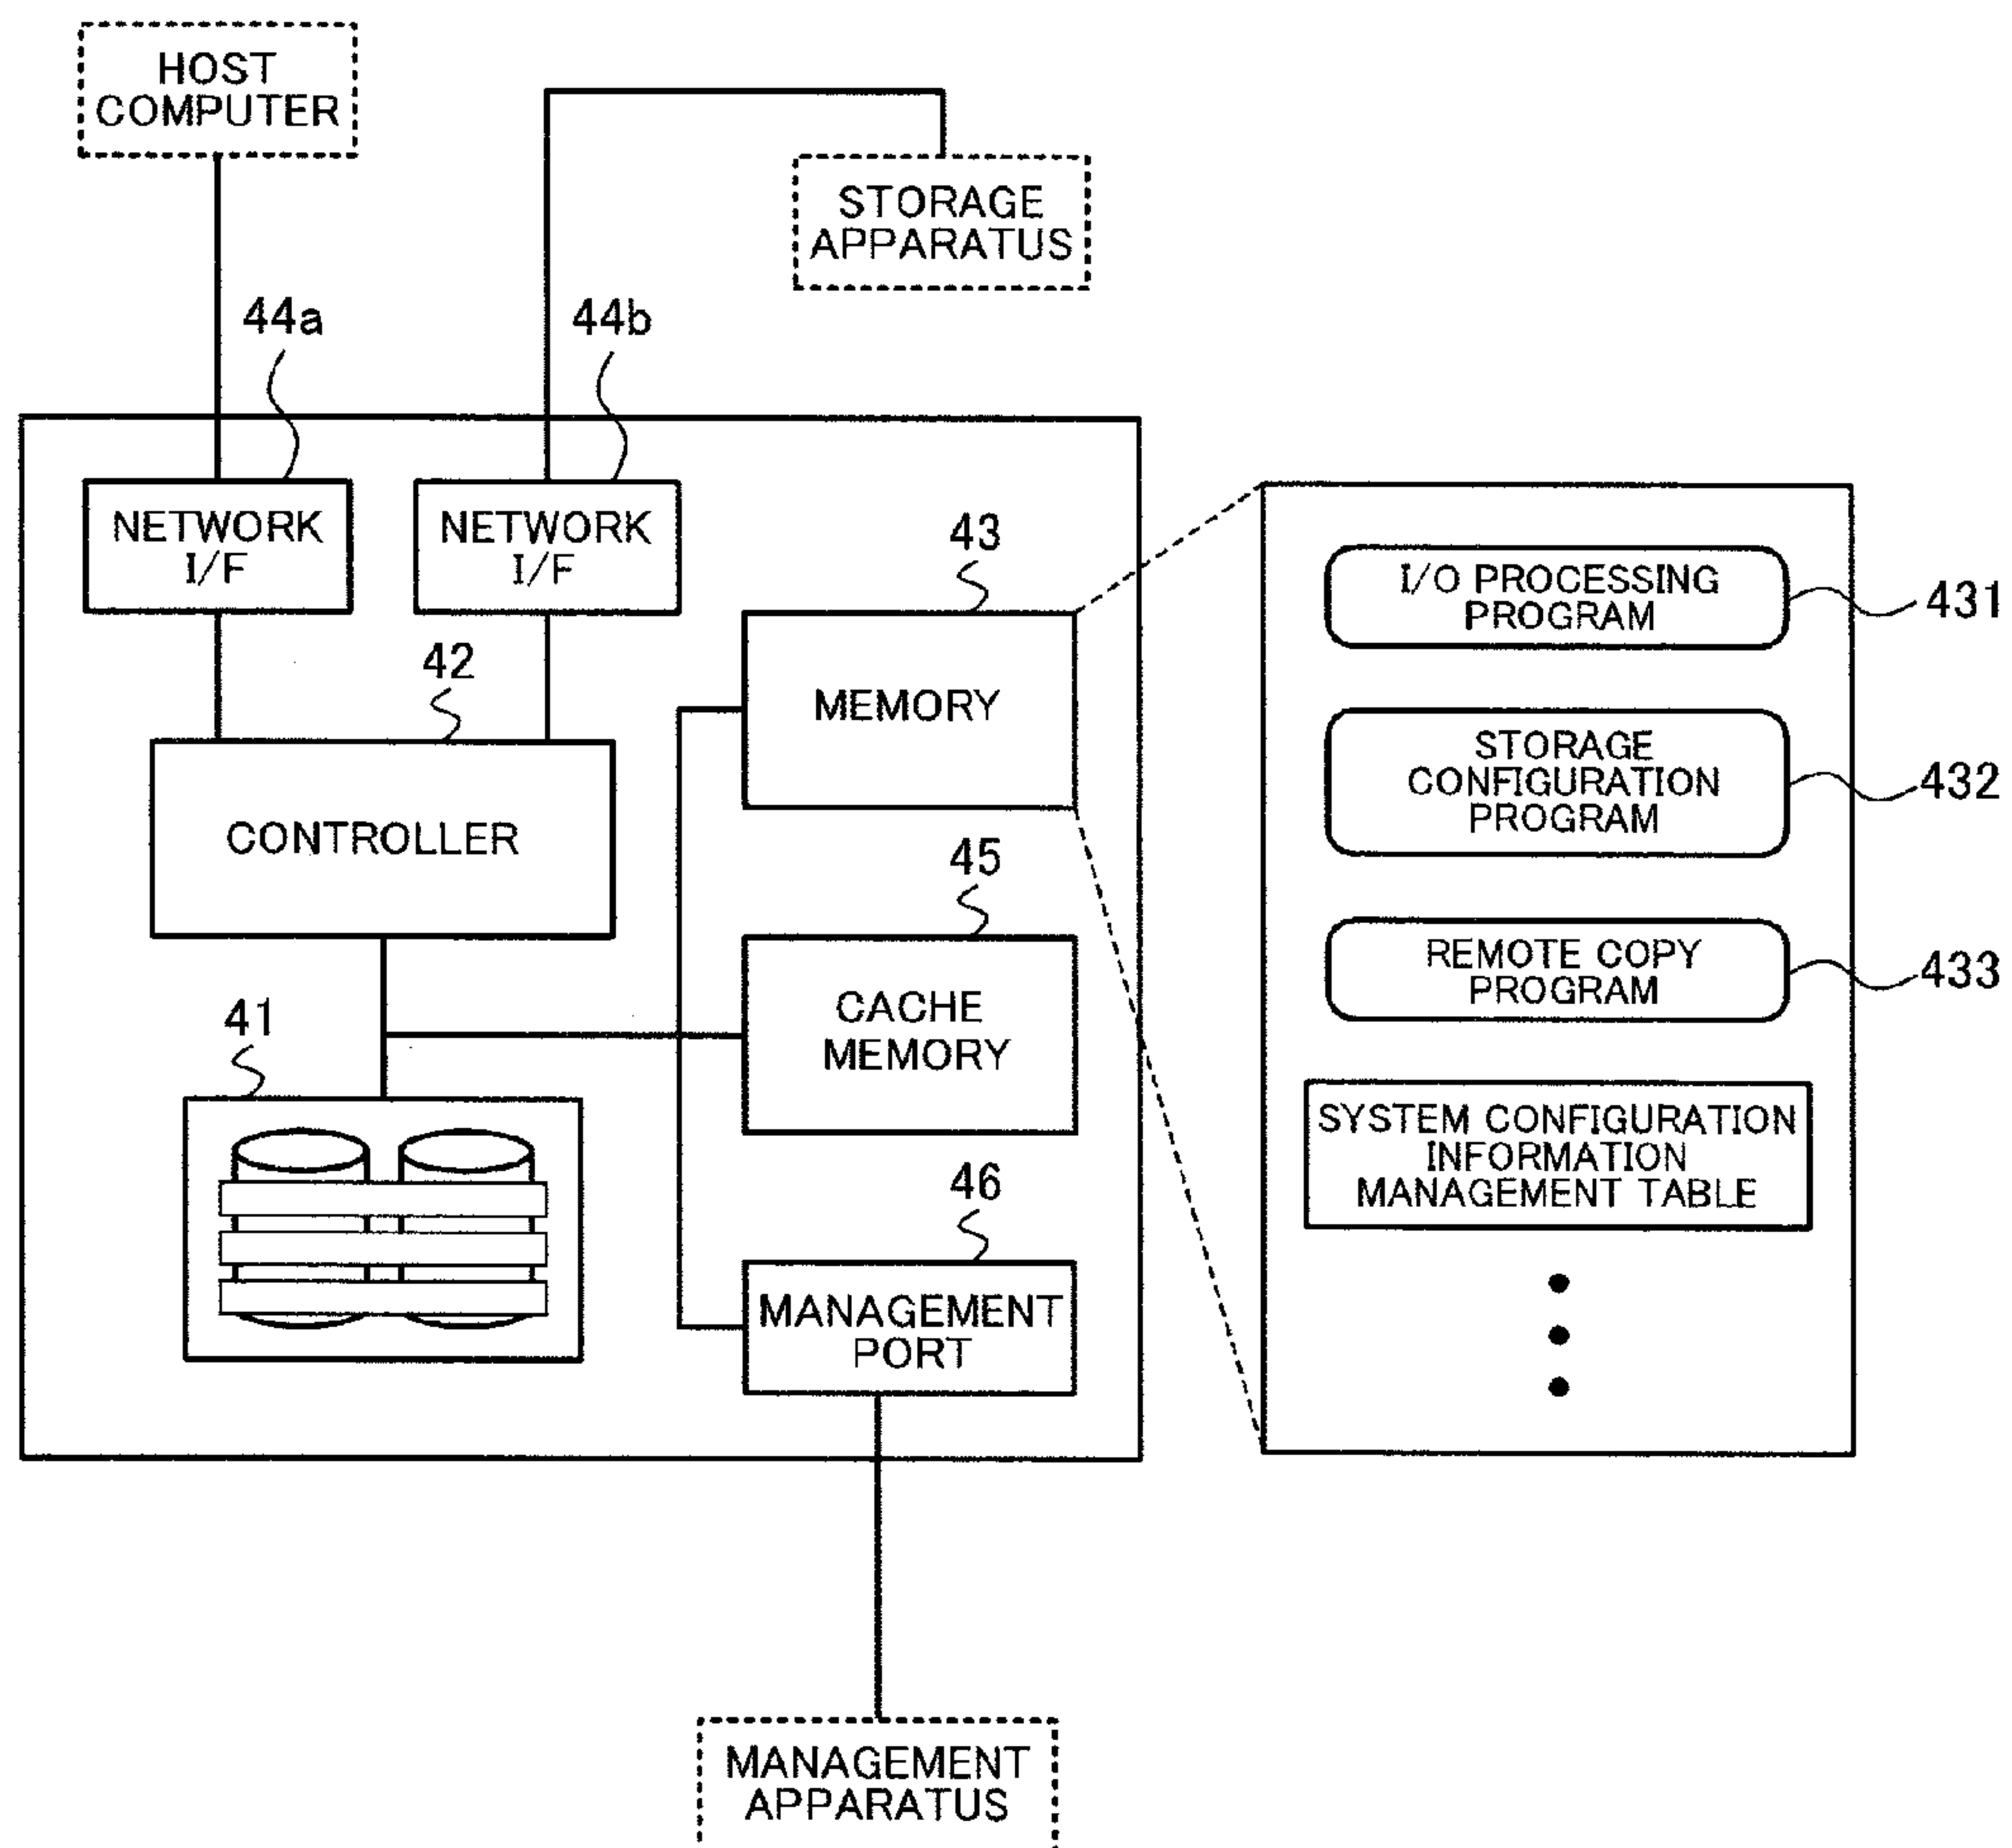 HOST
COMPUTER
STORAGE
APPARATUS
44a
44b
NETWORK
I/F
NETWORK
I/F
43
MEMORY
42
CONTROLLER
45
CACHE
MEMORY
41
46
MANAGEMENT
PORT
I/O PROCESSING
PROGRAM
431
STORAGE
CONFIGURATION
PROGRAM
432
REMOTE COPY
PROGRAM
433
SYSTEM CONFIGURATION
INFORMATION
MANAGEMENT TABLE
MANAGEMENT
APPARATUS